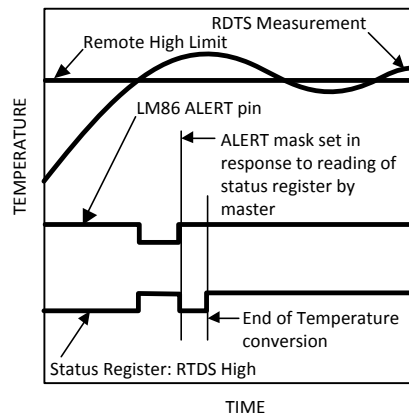 RDTS Measurement
Remote High Limit
LM86 ALERT pin
ALERT mask set in
response to reading of
status register by
master
TEMPERATURE
End of Temperature
conversion
Status Register: RTDS High
TIME